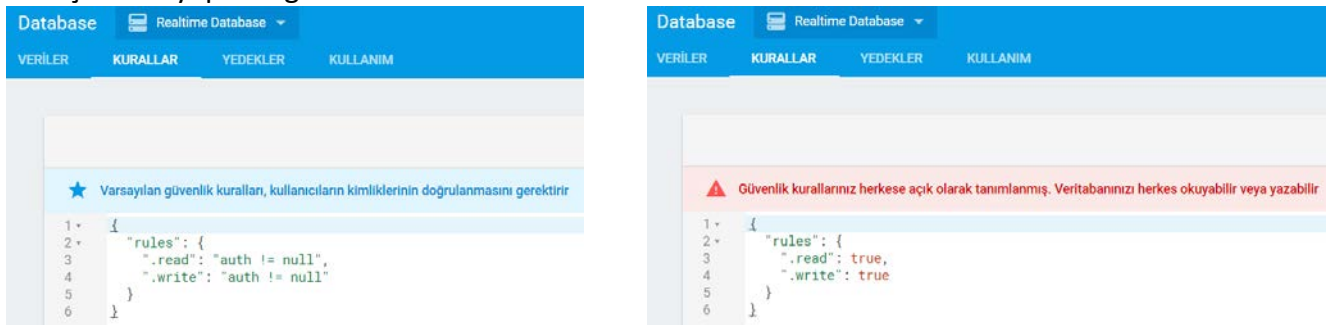 Database Realtime Database
VERİLER KURALLAR YEDEKLER KULLANIM
Varsayılan güvenlik kuralları, kullanıcıların kimliklerinin doğrulanmasını gerektirir
1 {
2 "rules": {
3 ".read": "auth != null",
4 ".write": "auth != null"
5 }
6 }
Database Realtime Database
VERİLER KURALLAR YEDEKLER KULLANIM
Güvenlik kurallarınız herkese açık olarak tanımlanmış. Veritabanınızı herkes okuyabilir veya yazabilir
1 {
2 "rules": {
3 ".read": true,
4 ".write": true
5 }
6 }